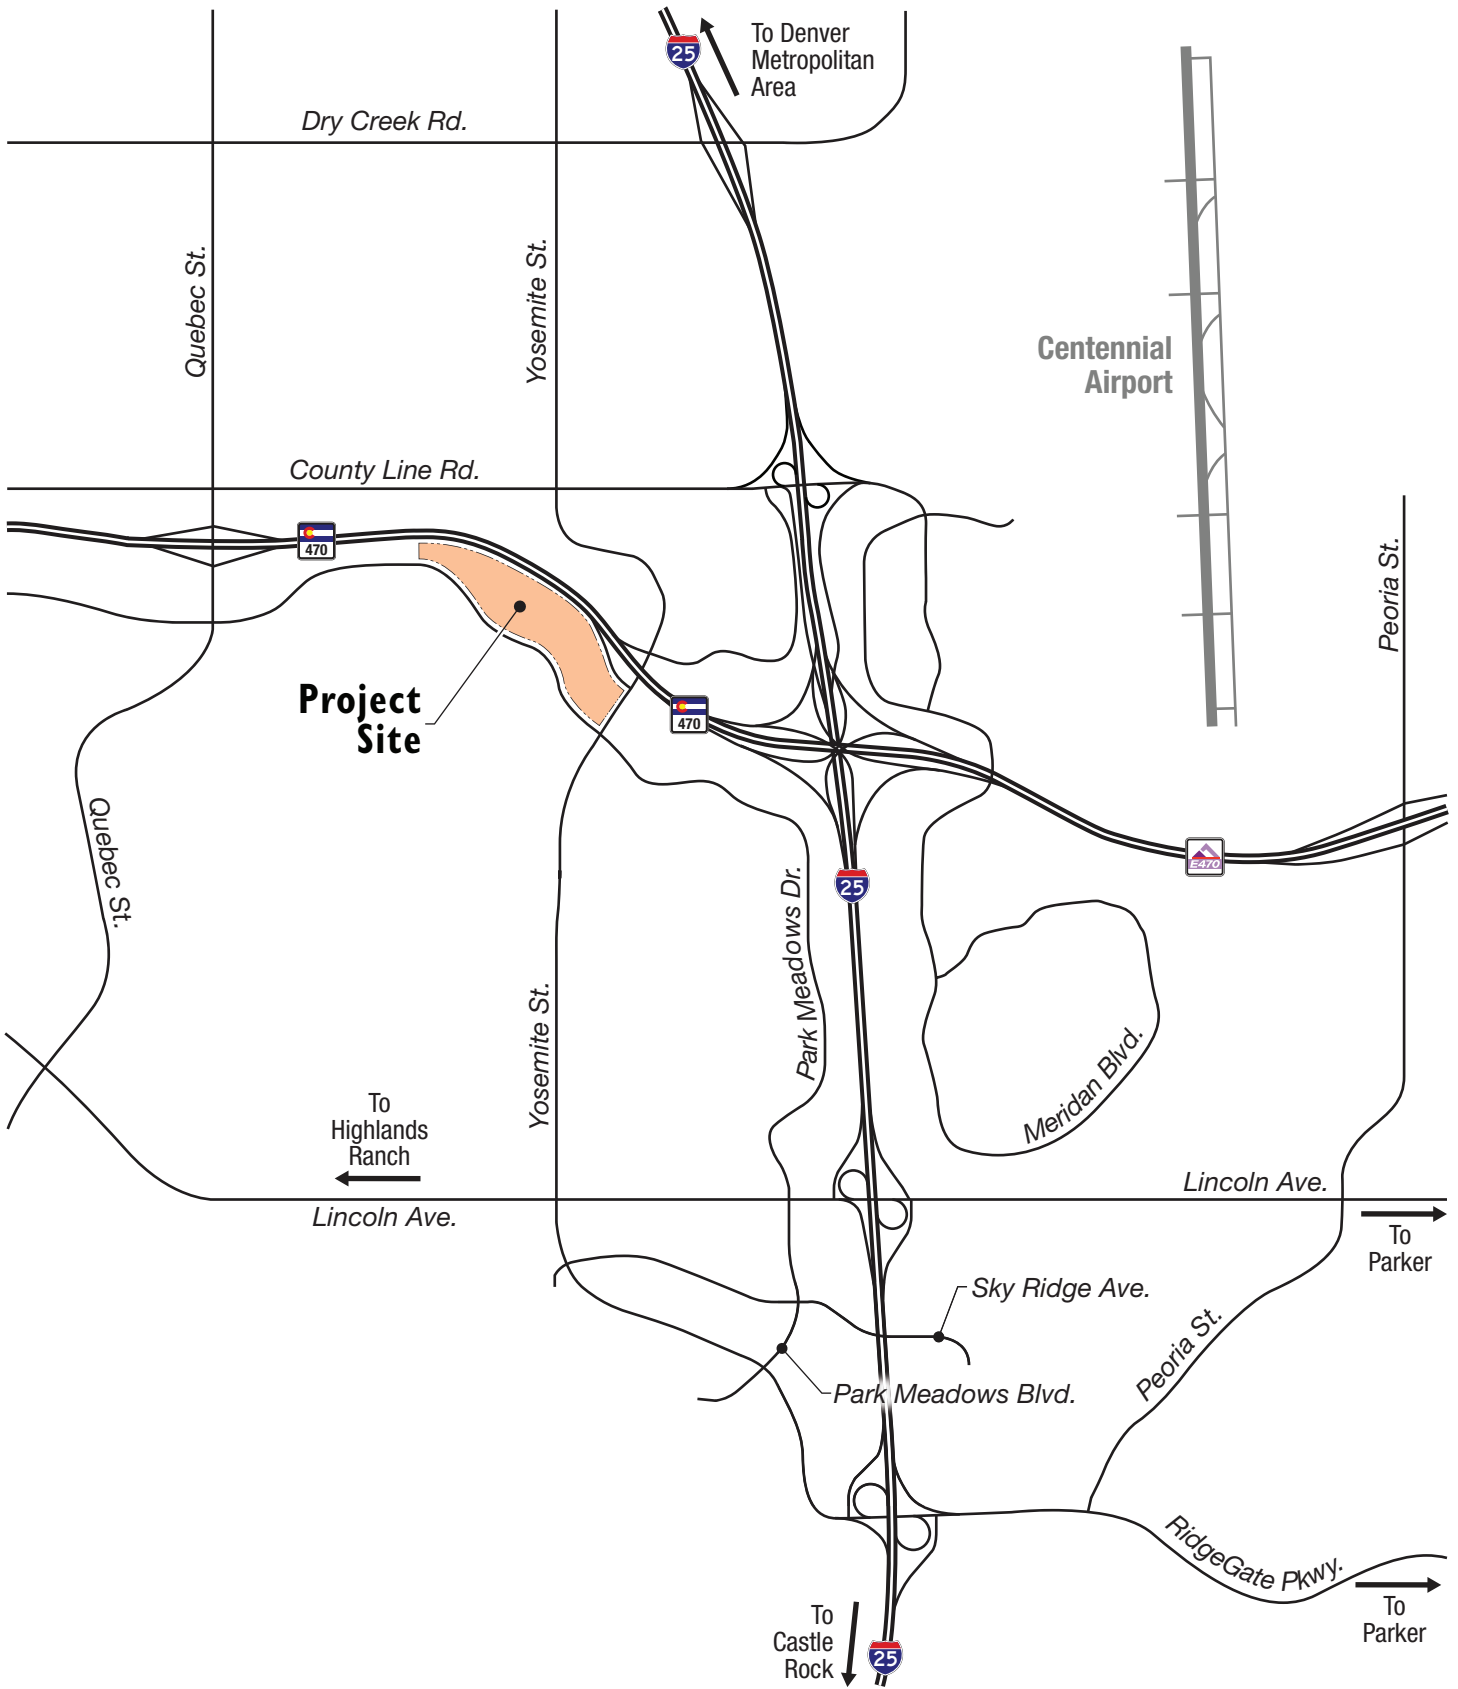 25
To Denver
Metropolitan
Area
Dry Creek Rd.
Quebec St.
Yosemite St.
Centennial
Airport
County Line Rd.
470
Peoria St.
Project
Site
470
Quebec St.
E470
Park Meadows Dr.
25
Yosemite St.
Meridan Blvd.
To
Highlands
Ranch
Lincoln Ave.
Lincoln Ave.
To
Parker
Sky Ridge Ave.
Peoria St.
Park Meadows Blvd.
RidgeGate Pkwy.
To
Parker
To
Castle
Rock
25